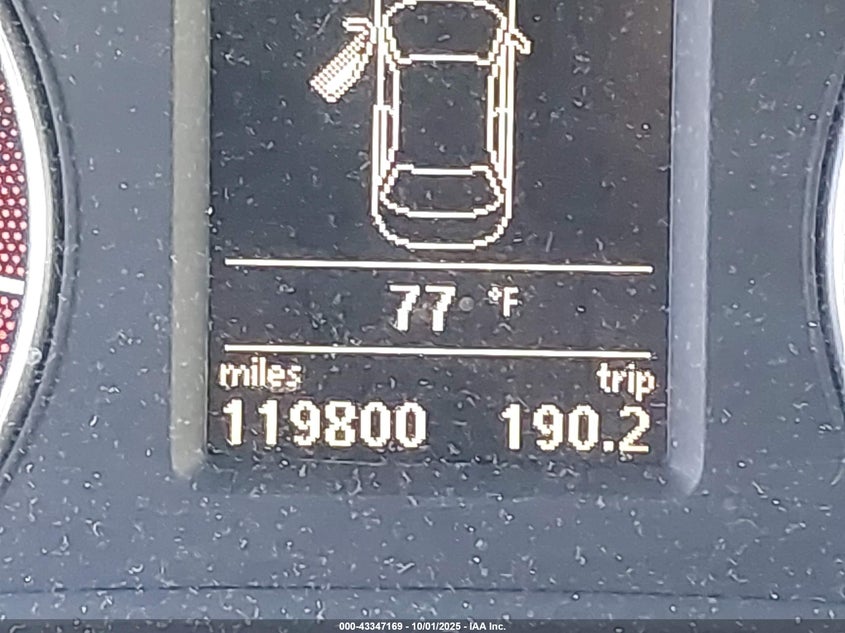 77 °F
miles trip
119800 190.2
000-43347169 - 10/01/2025 - IAA Inc.